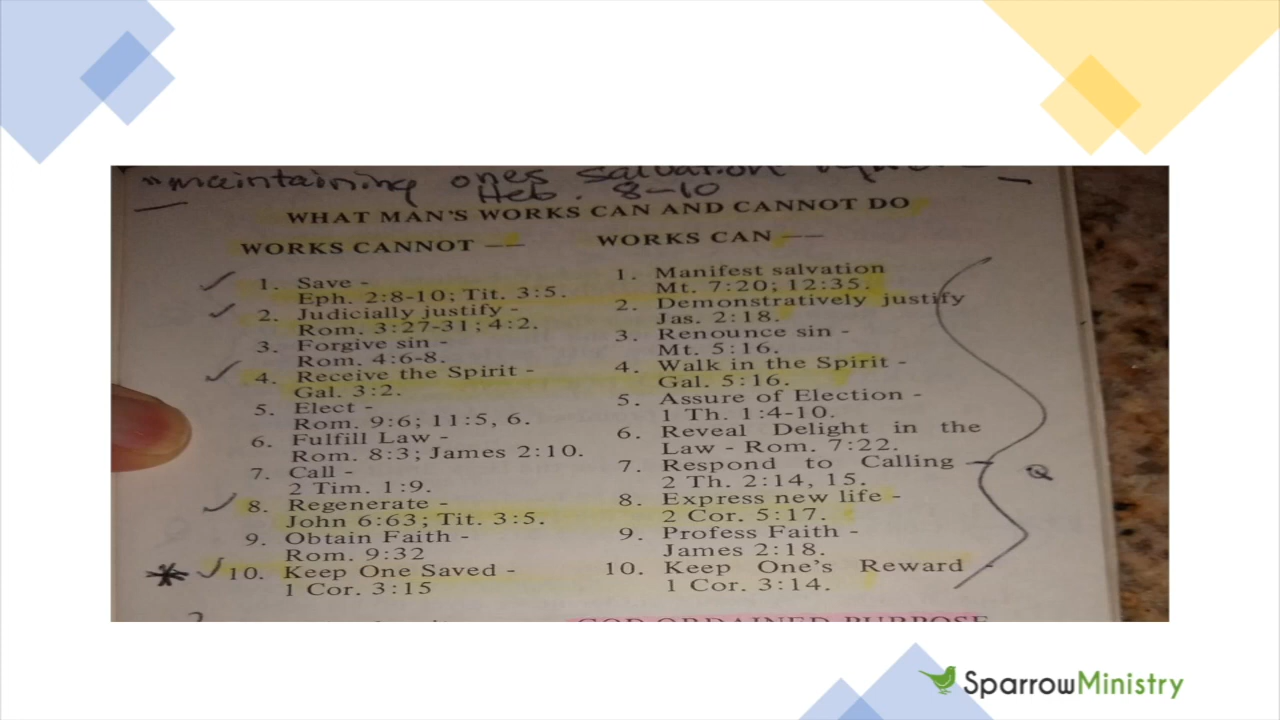 "maintaining ones salvation
Heb. 8-10
WHAT MAN'S WORKS CAN AND CANNOT DO
WORKS CANNOT —— WORKS CAN ——
1. Save -
Eph. 2:8-10; Tit. 3:5.
2. Judicially justify -
Rom. 3:27-31; 4:2.
3. Forgive sin -
Rom. 4:6-8.
4. Receive the Spirit -
Gal. 3:2.
5. Elect -
Rom. 9:6; 11:5, 6.
6. Fulfill Law -
Rom. 8:3; James 2:10.
7. Call -
2 Tim. 1:9.
8. Regenerate -
John 6:63; Tit. 3:5.
9. Obtain Faith -
Rom. 9:32
10. Keep One Saved -
1 Cor. 3:15
1. Manifest salvation
Mt. 7:20; 12:35.
2. Demonstratively justify
Jas. 2:18.
3. Renounce sin -
Mt. 5:16.
4. Walk in the Spirit -
Gal. 5:16.
5. Assure of Election -
1 Th. 1:4-10.
6. Reveal Delight in the
Law - Rom. 7:22.
7. Respond to Calling -
2 Th. 2:14, 15.
8. Express new life -
2 Cor. 5:17.
9. Profess Faith -
James 2:18.
10. Keep One's Reward -
1 Cor. 3:14.
GOD ORDAINED PURPOSE
SparrowMinistry